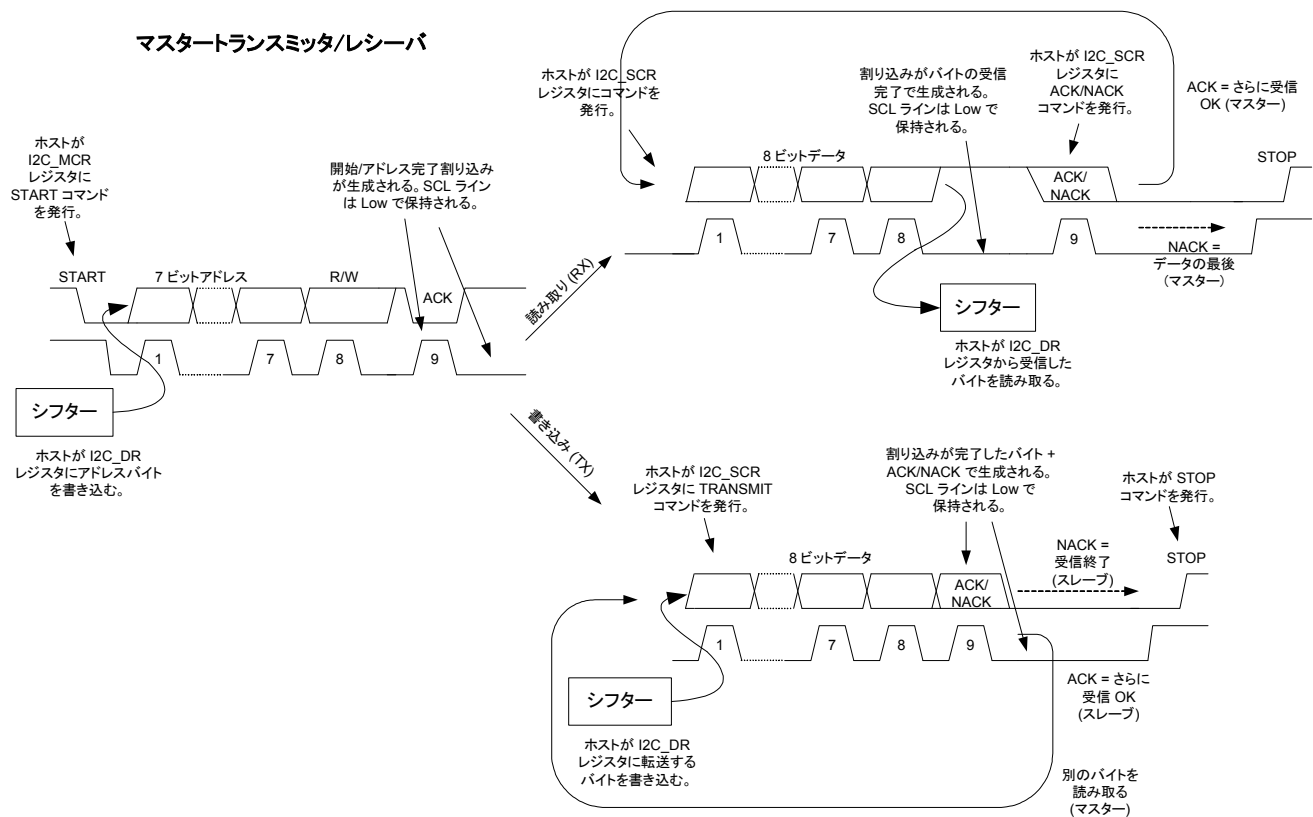 マスタートランスミッタ/レシーバ
ホストが
I2C_MCR
レジスタに
START コマンド
を発行。
開始/アドレス完了割り込み
が生成される。SCL ライン
は Low で保持される。
START
7 ビットアドレス
R/W
ACK
1
7
8
9
シフター
ホストが I2C_DR
レジスタにアドレスバイト
を書き込む。
読み取り (RX)
書き込み (TX)
ホストが I2C_SCR
レジスタにコマンドを
発行。
割り込みがバイトの受信
完了で生成される。
SCL ラインは Low で
保持される。
ホストが I2C_SCR
レジスタに
ACK/NACK
コマンドを発行。
ACK = さらに受信
OK (マスター)
8 ビットデータ
STOP
ACK/
NACK
1
7
8
9
NACK =
データの最後
(マスター)
シフター
ホストが I2C_DR
レジスタから受信した
バイトを読み取る。
ホストが I2C_SCR
レジスタに TRANSMIT
コマンドを発行。
割り込みが完了したバイト +
ACK/NACK で生成される。
SCL ラインは Low で
保持される。
ホストが STOP
コマンドを発行。
8 ビットデータ
NACK =
受信終了
(スレーブ)
STOP
ACK/
NACK
1
7
8
9
シフター
ACK = さらに
受信 OK
(スレーブ)
ホストが I2C_DR
レジスタに転送する
バイトを書き込む。
別のバイトを
読み取る
(マスター)